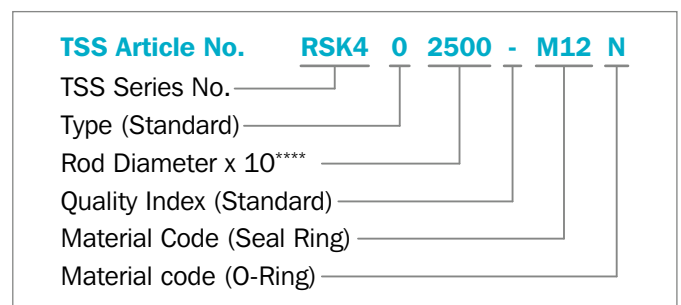 TSS Article No. RSK4 0 2500 - M12 N
TSS Series No.
Type (Standard)
Rod Diameter x 10****
Quality Index (Standard)
Material Code (Seal Ring)
Material code (O-Ring)